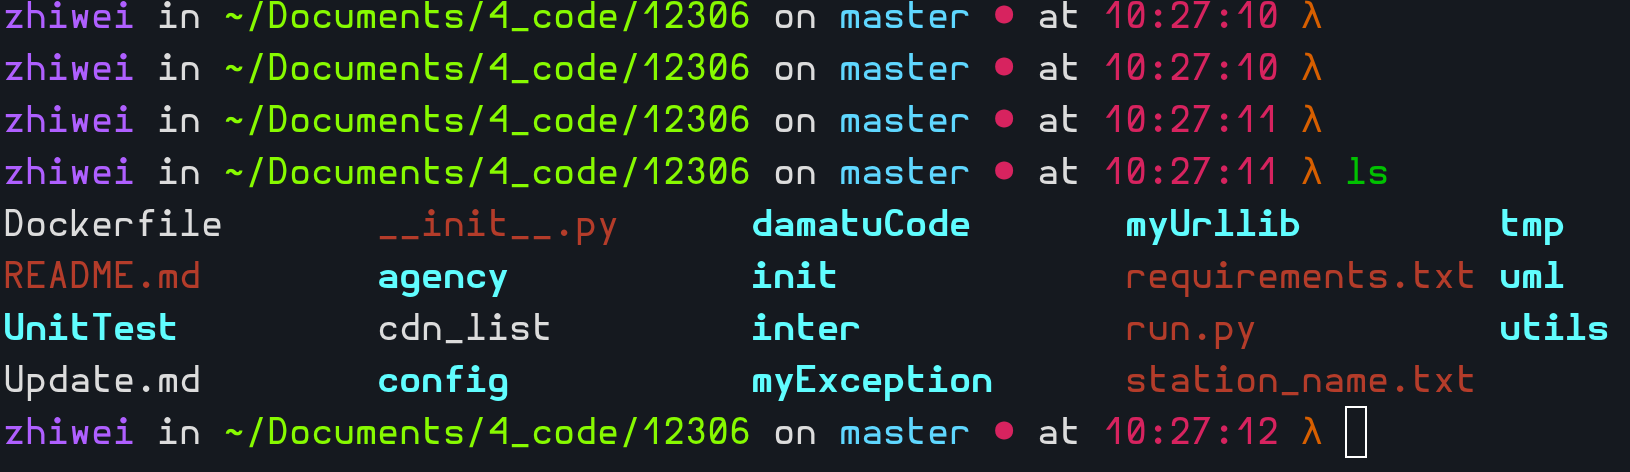 zhiwei in ~/Documents/4_code/12306 on master ● at 10:27:10 λ
zhiwei in ~/Documents/4_code/12306 on master ● at 10:27:10 λ
zhiwei in ~/Documents/4_code/12306 on master ● at 10:27:11 λ
zhiwei in ~/Documents/4_code/12306 on master ● at 10:27:11 λ ls
Dockerfile __init__.py damatuCode myUrllib tmp
README.md agency init requirements.txt uml
UnitTest cdn_list inter run.py utils
Update.md config myException station_name.txt
zhiwei in ~/Documents/4_code/12306 on master ● at 10:27:12 λ